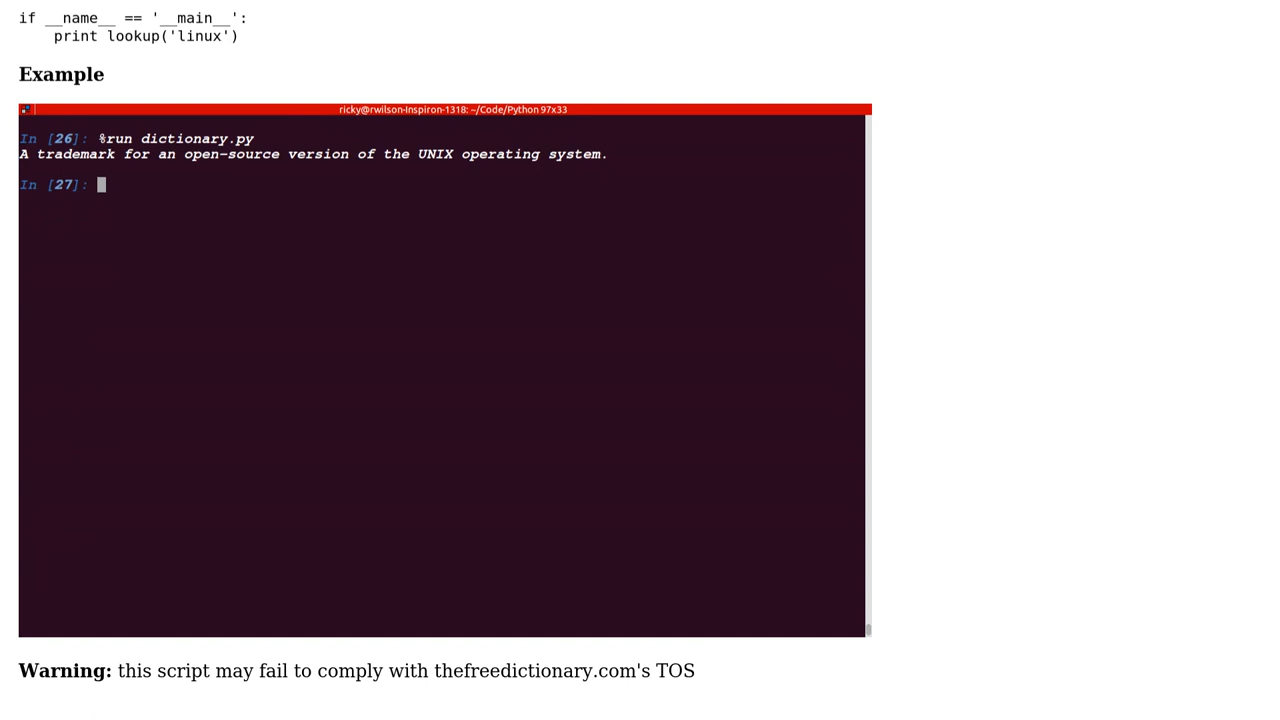 if __name__ == '__main__':
    print lookup('linux')
Example
ricky@rwilson-Inspiron-1318: ~/Code/Python 97x33
In [26]: %run dictionary.py
A trademark for an open-source version of the UNIX operating system.
In [27]:
Warning: this script may fail to comply with thefreedictionary.com's TOS